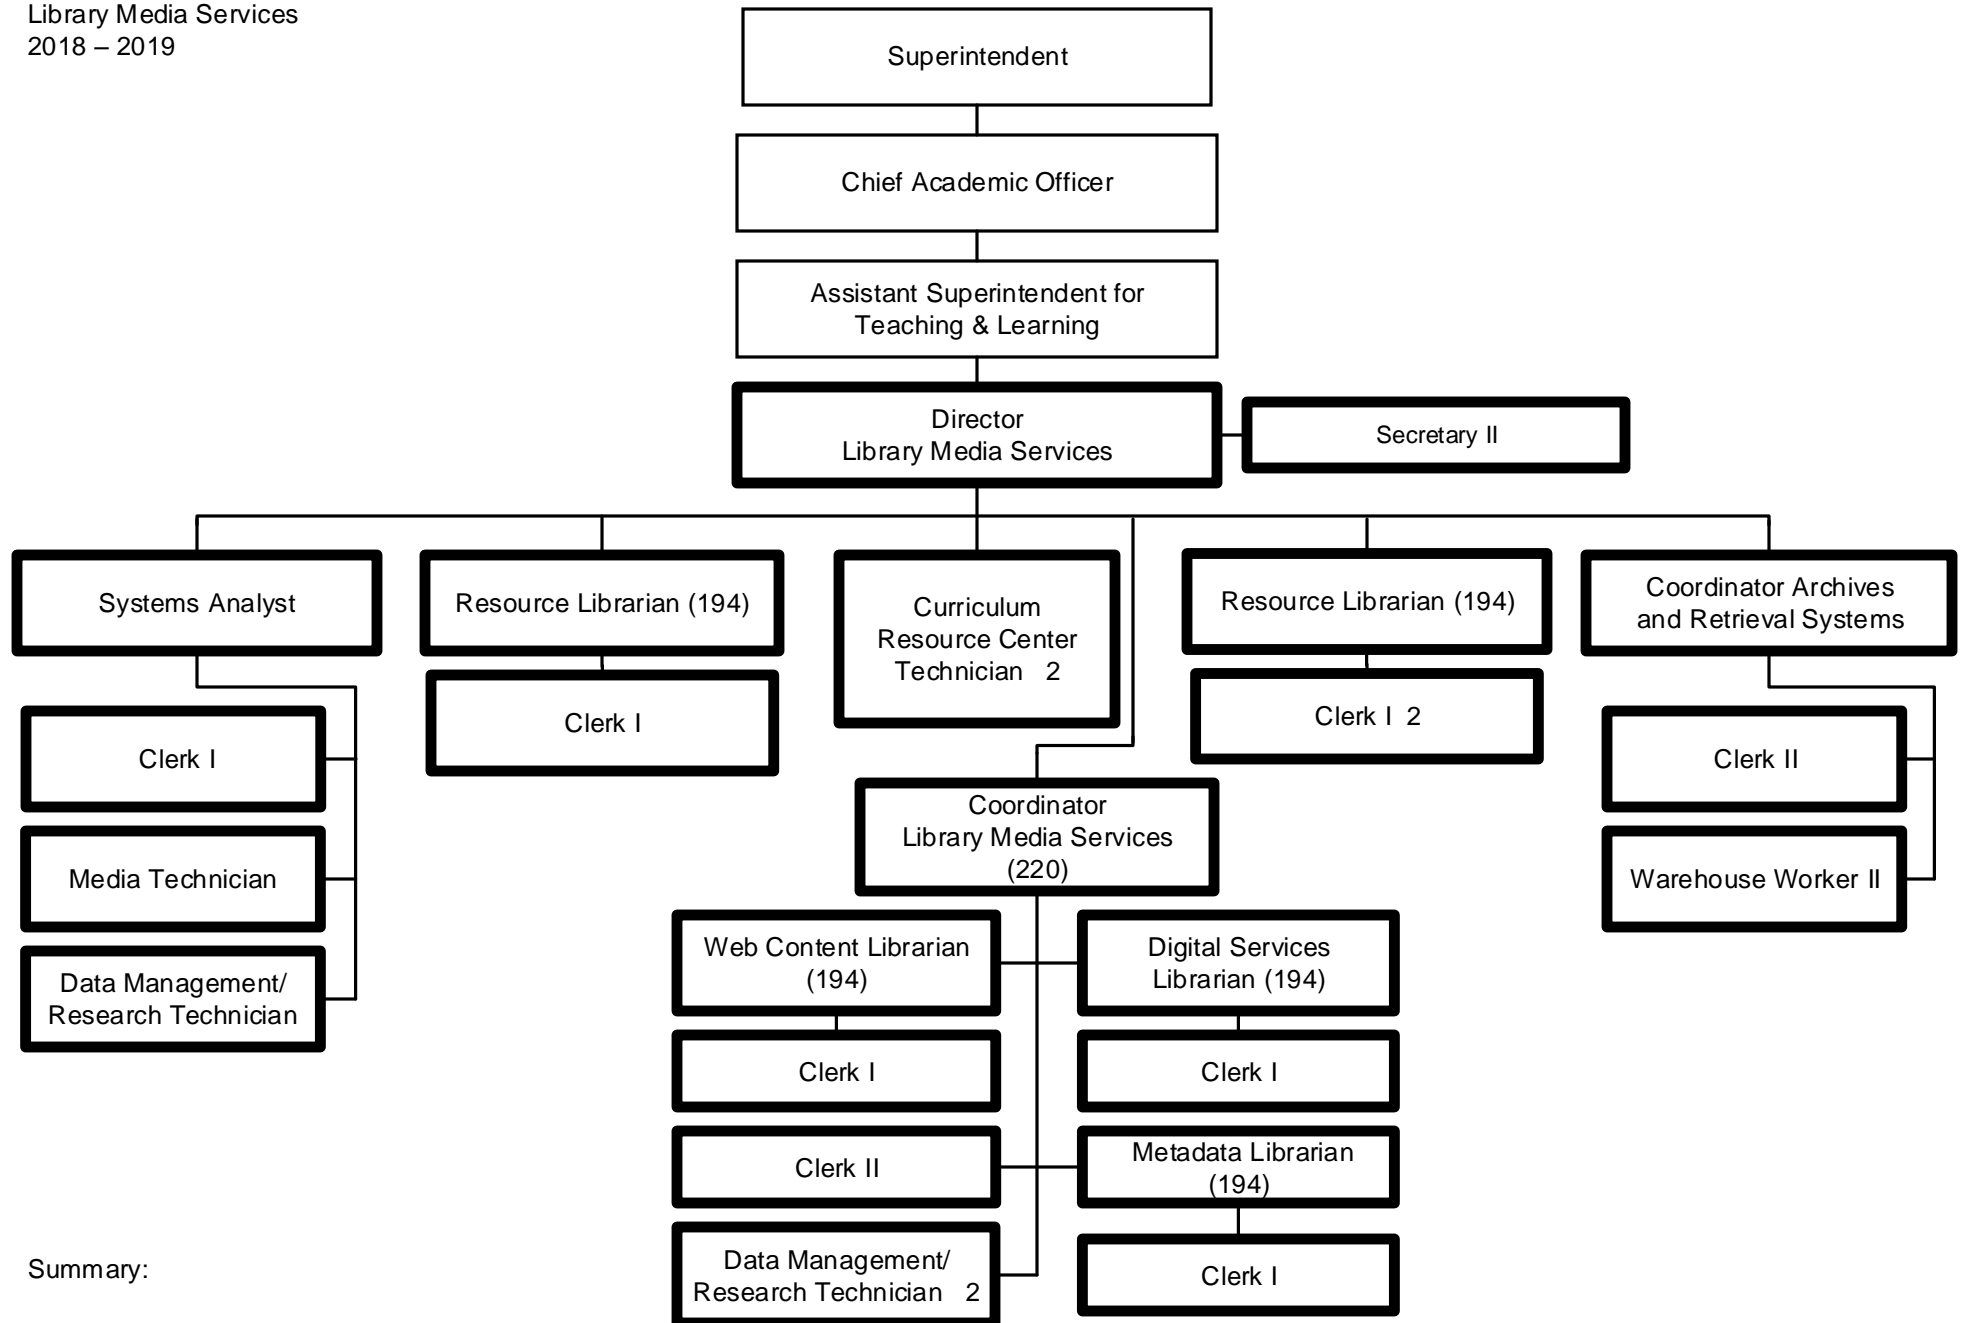 Library Media Services
2018 – 2019
Superintendent
Chief Academic Officer
Assistant Superintendent for
Teaching & Learning
Director
Library Media Services
Secretary II
Systems Analyst
Resource Librarian (194)
Curriculum
Resource Center
Technician 2
Resource Librarian (194)
Coordinator Archives
and Retrieval Systems
Clerk I
Media Technician
Data Management/
Research Technician
Clerk I
Clerk I 2
Clerk II
Warehouse Worker II
Coordinator
Library Media Services
(220)
Web Content Librarian
(194)
Digital Services
Librarian (194)
Clerk I
Clerk I
Clerk II
Metadata Librarian
(194)
Data Management/
Research Technician 2
Clerk I
Summary: